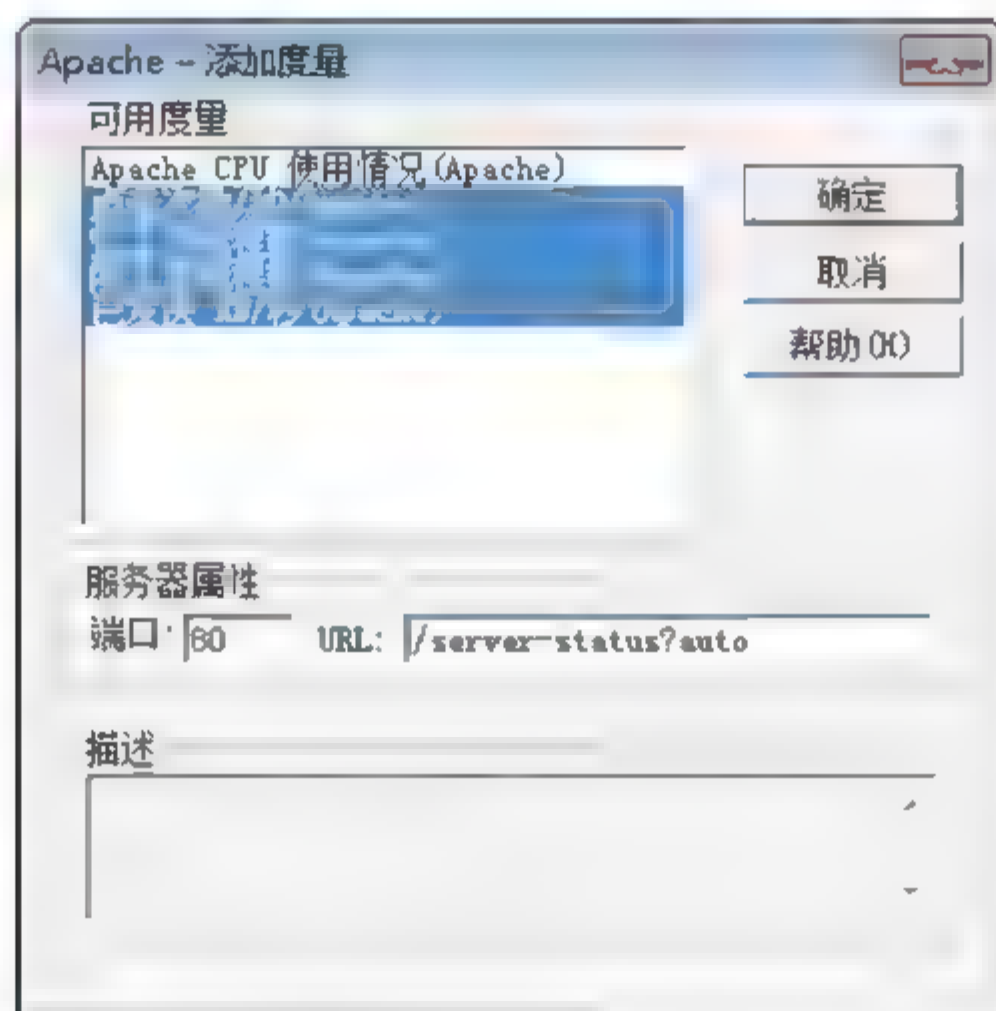 Apache - 添加度量
可用度量
Apache CPU 使用情况(Apache)
确定
取消
帮助(H)
服务器属性
端口: 80 URL: /server-status?auto
描述